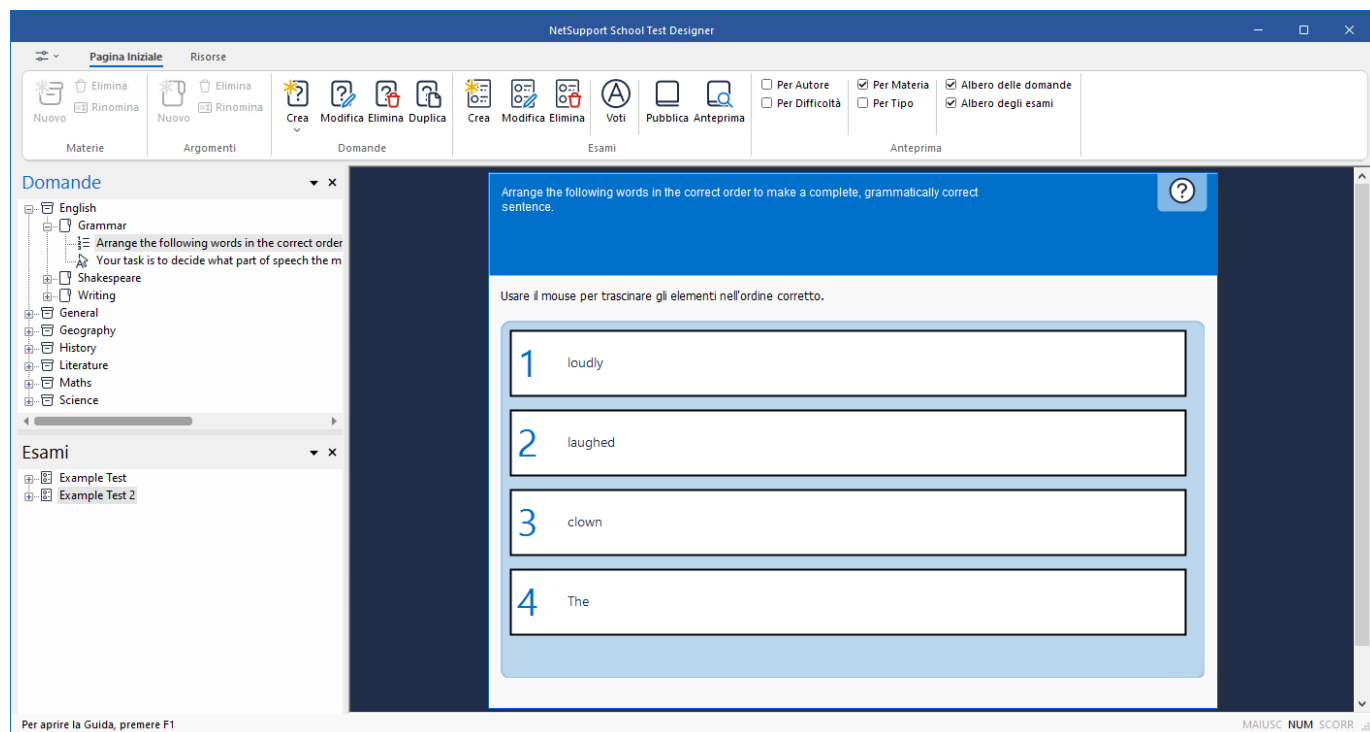 NetSupport School Test Designer
Pagina Iniziale Risorse
Nuovo Elimina Rinomina Nuovo Elimina Rinomina Crea Modifica Elimina Duplica Crea Modifica Elimina Voti Pubblica Anteprima
Per Autore Per Materia Albero delle domande
Per Difficoltà Per Tipo Albero degli esami
Materie Argomenti Domande Esami Anteprima
Domande
English
Grammar
Arrange the following words in the correct order
Your task is to decide what part of speech the m
Shakespeare
Writing
General
Geography
History
Literature
Maths
Science
Esami
Example Test
Example Test 2
Arrange the following words in the correct order to make a complete, grammatically correct
sentence.
Usare il mouse per trascinare gli elementi nell'ordine corretto.
1 loudly
2 laughed
3 clown
4 The
Per aprire la Guida, premere F1
MAIUSC NUM SCORR